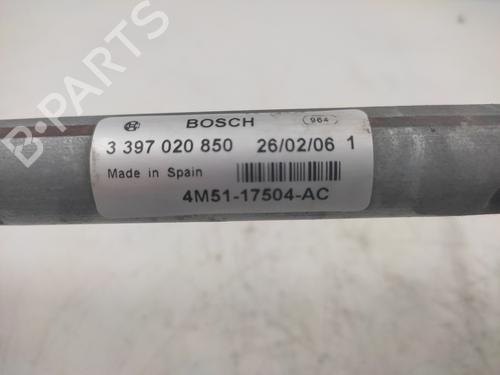 B-PARTS
BOSCH 964
3 397 020 850 26/02/06 1
Made in Spain
4M51-17504-AC